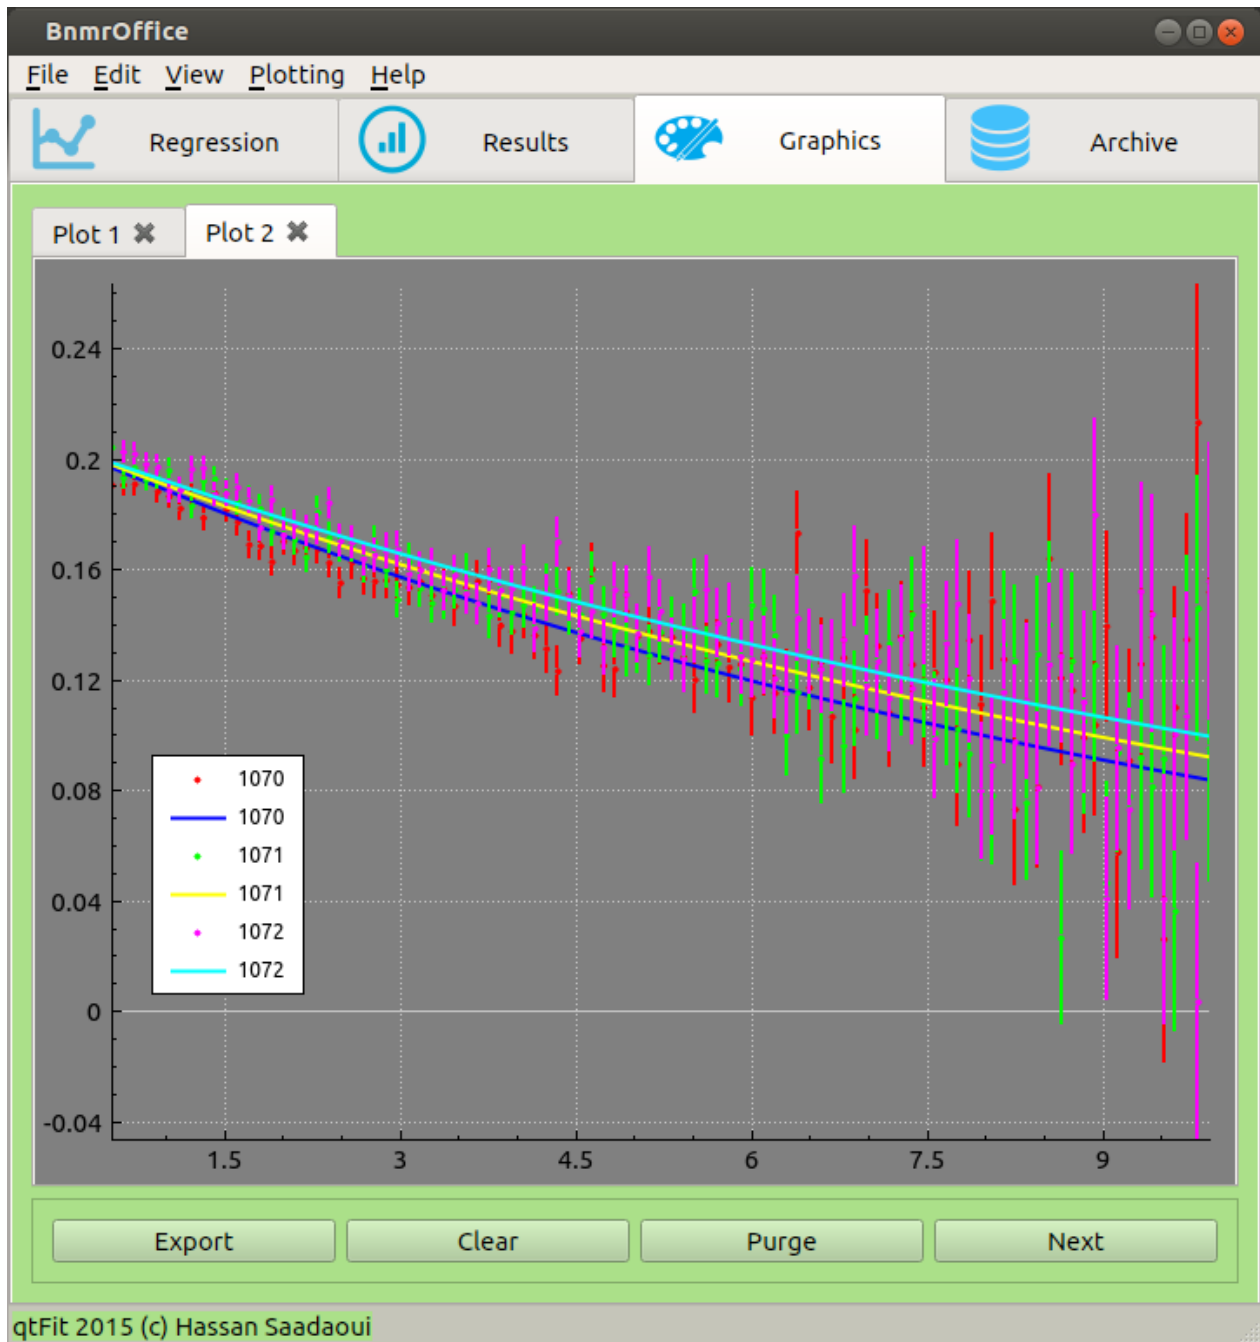 BnmrOffice
File Edit View Plotting Help
Regression Results Graphics Archive
Plot 1 Plot 2
0.24
0.2
0.16
0.12
0.08
0.04
0
-0.04
1070
1070
1071
1071
1072
1072
1.5 3 4.5 6 7.5 9
Export Clear Purge Next
qtFit 2015 (c) Hassan Saadaoui